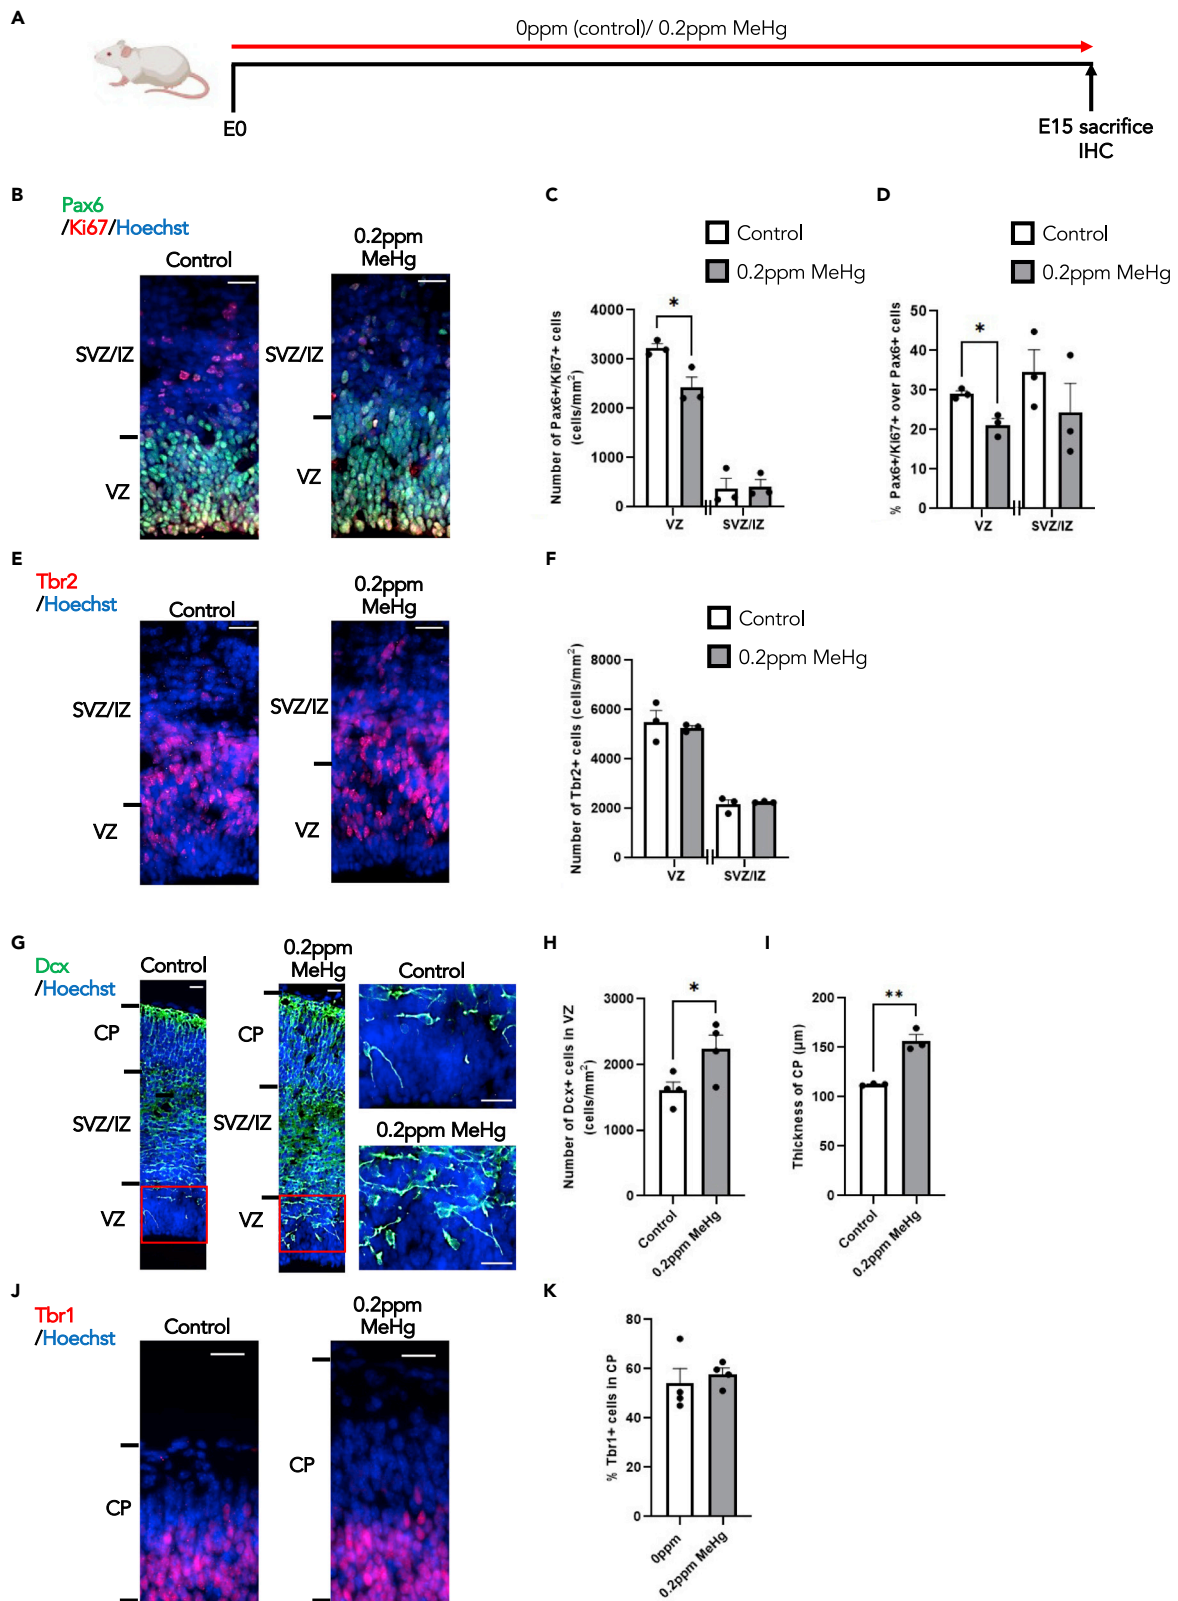 A
0ppm (control)/ 0.2ppm MeHg
E0
E15 sacrifice
IHC
B
Pax6
/Ki67/Hoechst
Control
0.2ppm
MeHg
SVZ/IZ
SVZ/IZ
VZ
VZ
C
Control
0.2ppm MeHg
Number of Pax6+/Ki67+ cells
(cells/mm²)
4000
3000
2000
1000
0
*
VZ
SVZ/IZ
D
Control
0.2ppm MeHg
% Pax6+/Ki67+ over Pax6+ cells
50
40
30
20
10
0
*
VZ
SVZ/IZ
E
Tbr2
/Hoechst
Control
0.2ppm
MeHg
SVZ/IZ
SVZ/IZ
VZ
VZ
F
Control
0.2ppm MeHg
Number of Tbr2+ cells (cells/mm²)
8000
6000
4000
2000
0
VZ
SVZ/IZ
G
Dcx
/Hoechst
Control
0.2ppm
MeHg
Control
CP
CP
SVZ/IZ
SVZ/IZ
0.2ppm MeHg
VZ
VZ
H
Number of Dcx+ cells in VZ
(cells/mm²)
3000
2000
1000
0
*
Control
0.2ppm MeHg
I
Thickness of CP (μm)
200
150
100
50
0
**
Control
0.2ppm MeHg
J
Tbr1
/Hoechst
Control
0.2ppm
MeHg
CP
CP
K
% Tbr1+ cells in CP
80
60
40
20
0
0ppm
0.2ppm MeHg